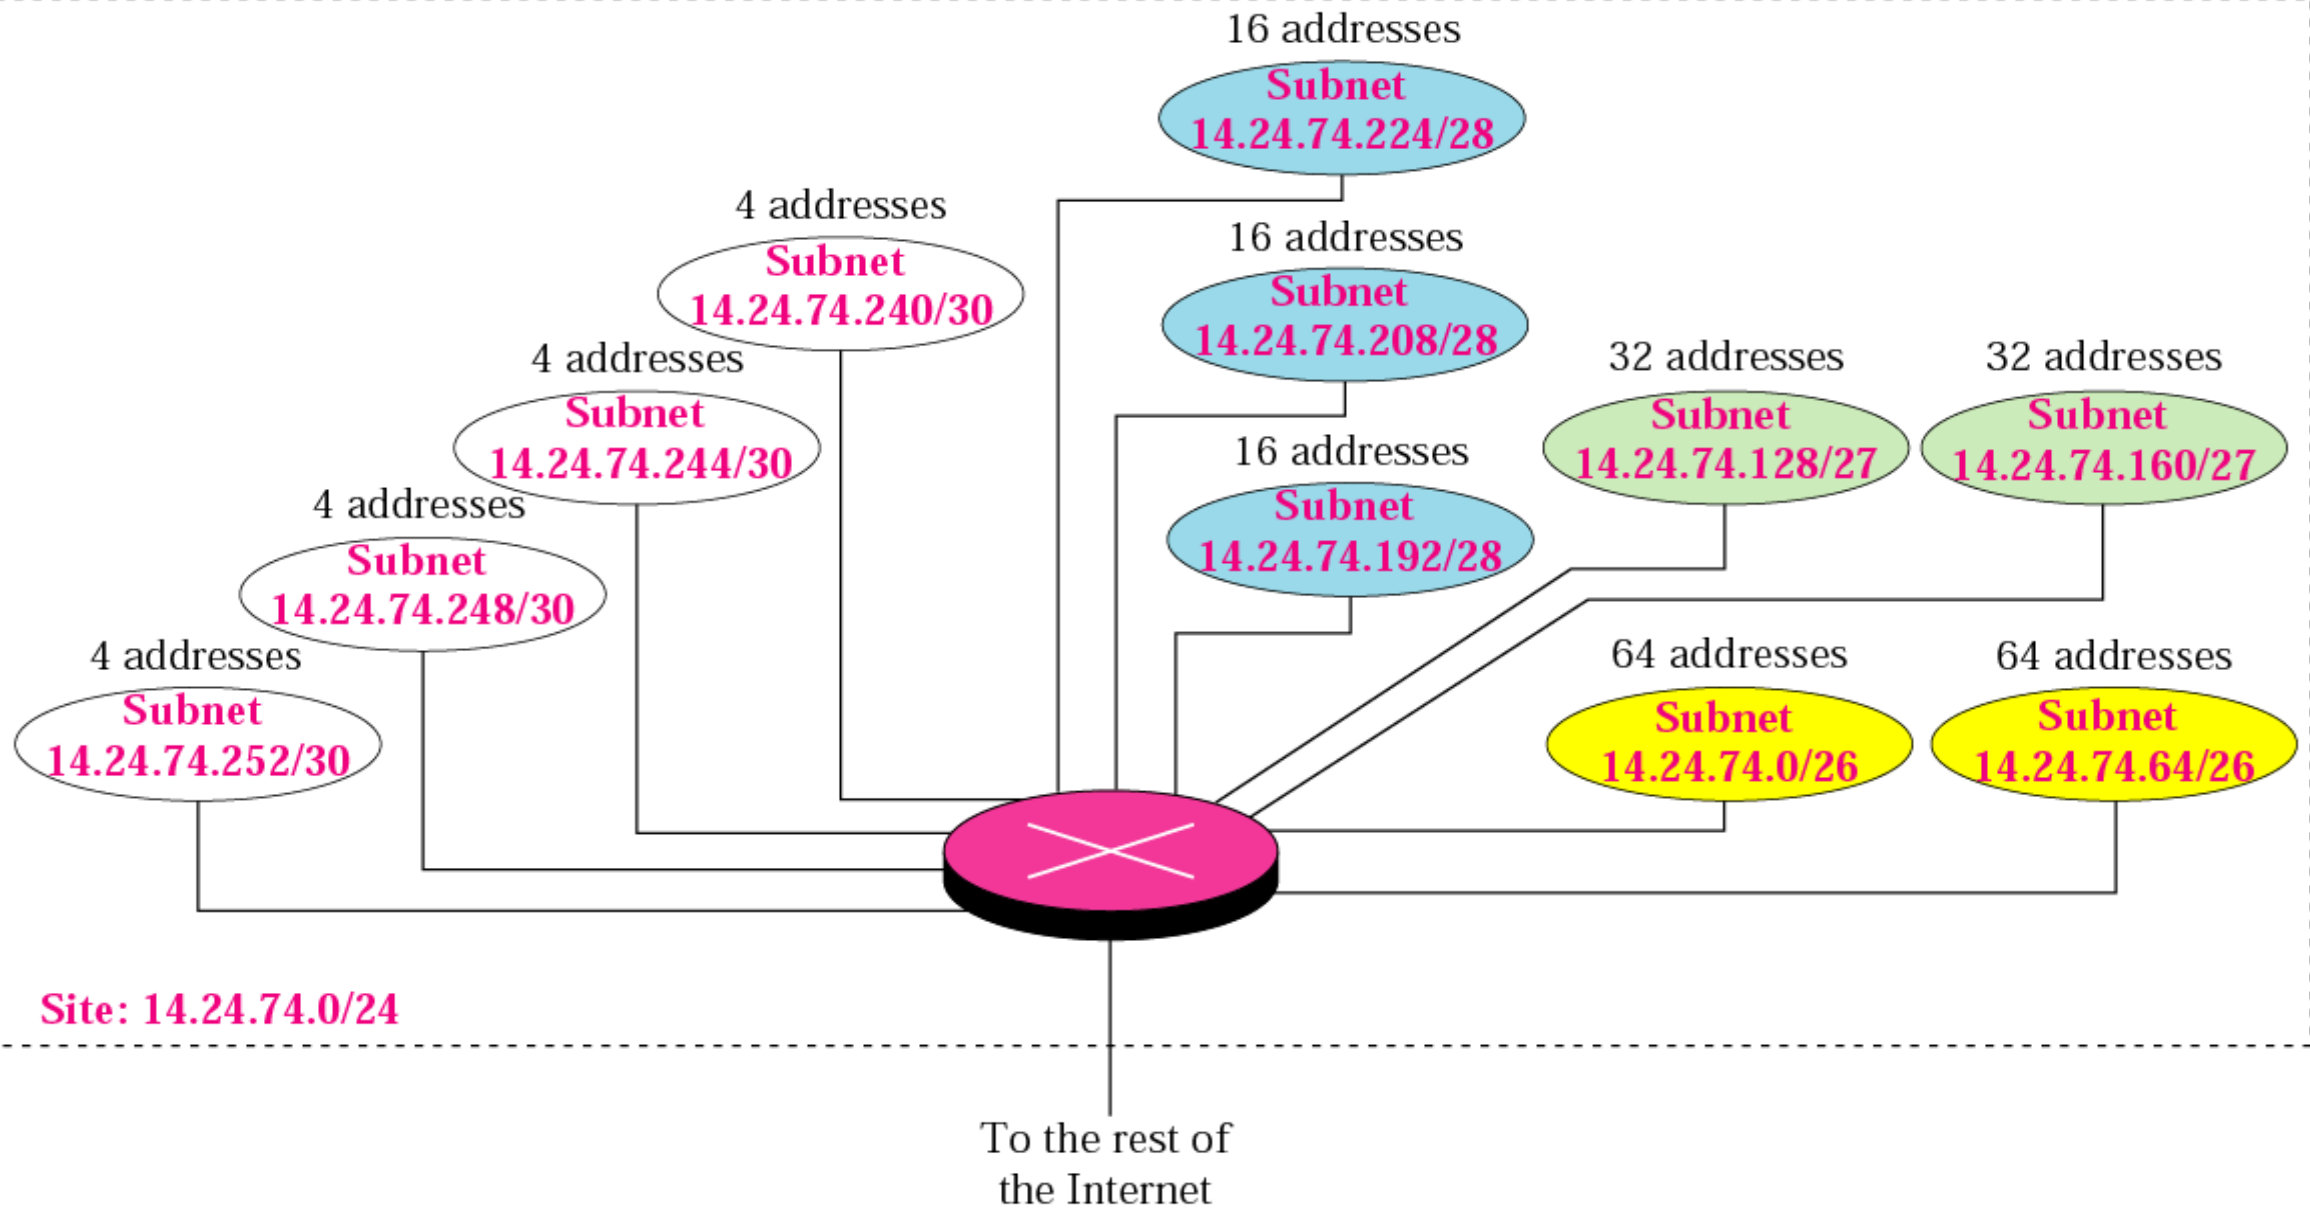 16 addresses
Subnet
14.24.74.224/28
4 addresses
Subnet
14.24.74.240/30
16 addresses
Subnet
14.24.74.208/28
4 addresses
Subnet
14.24.74.244/30
32 addresses
Subnet
14.24.74.128/27
32 addresses
Subnet
14.24.74.160/27
16 addresses
Subnet
14.24.74.192/28
4 addresses
Subnet
14.24.74.248/30
4 addresses
Subnet
14.24.74.252/30
64 addresses
Subnet
14.24.74.0/26
64 addresses
Subnet
14.24.74.64/26
Site: 14.24.74.0/24
To the rest of
the Internet